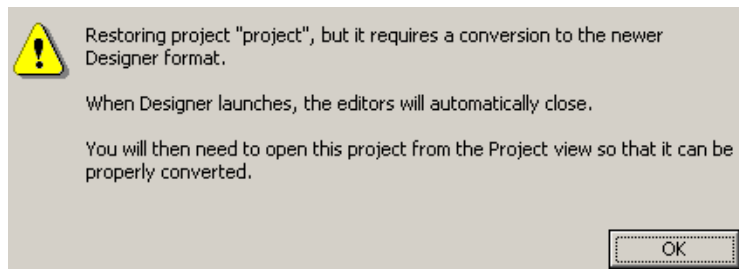 Restoring project "project", but it requires a conversion to the newer
Designer format.
When Designer launches, the editors will automatically close.
You will then need to open this project from the Project view so that it can be
properly converted.
OK